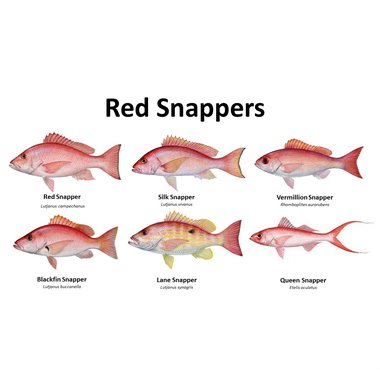 Red Snappers
Red Snapper
Lutjanus campechanus
Silk Snapper
Lutjanus vivanus
Vermillion Snapper
Rhomboplites aurorubens
Blackfin Snapper
Lutjanus buccanella
Lane Snapper
Lutjanus synagris
Queen Snapper
Etelis oculatus